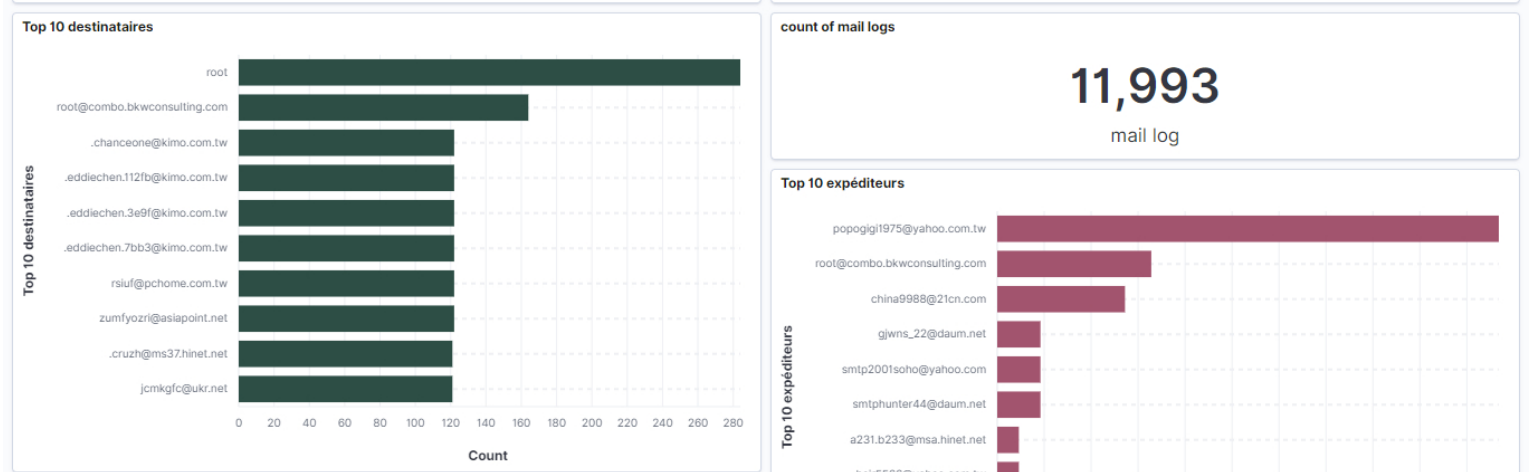 Top 10 destinataires
Top 10 destinataires
root
root@combo.bkwconsulting.com
.chanceone@kimo.com.tw
.eddiechen.112fb@kimo.com.tw
.eddiechen.3e9f@kimo.com.tw
.eddiechen.7bb3@kimo.com.tw
rsiuf@pchome.com.tw
zumfyozri@asiapoint.net
.cruzh@ms37.hinet.net
jcmkgfc@ukr.net
0 20 40 60 80 100 120 140 160 180 200 220 240 260 280
Count
count of mail logs
11,993
mail log
Top 10 expéditeurs
Top 10 expéditeurs
popogigi1975@yahoo.com.tw
root@combo.bkwconsulting.com
china9988@21cn.com
gjwns_22@daum.net
smtp2001soho@yahoo.com
smtphunter44@daum.net
a231.b233@msa.hinet.net